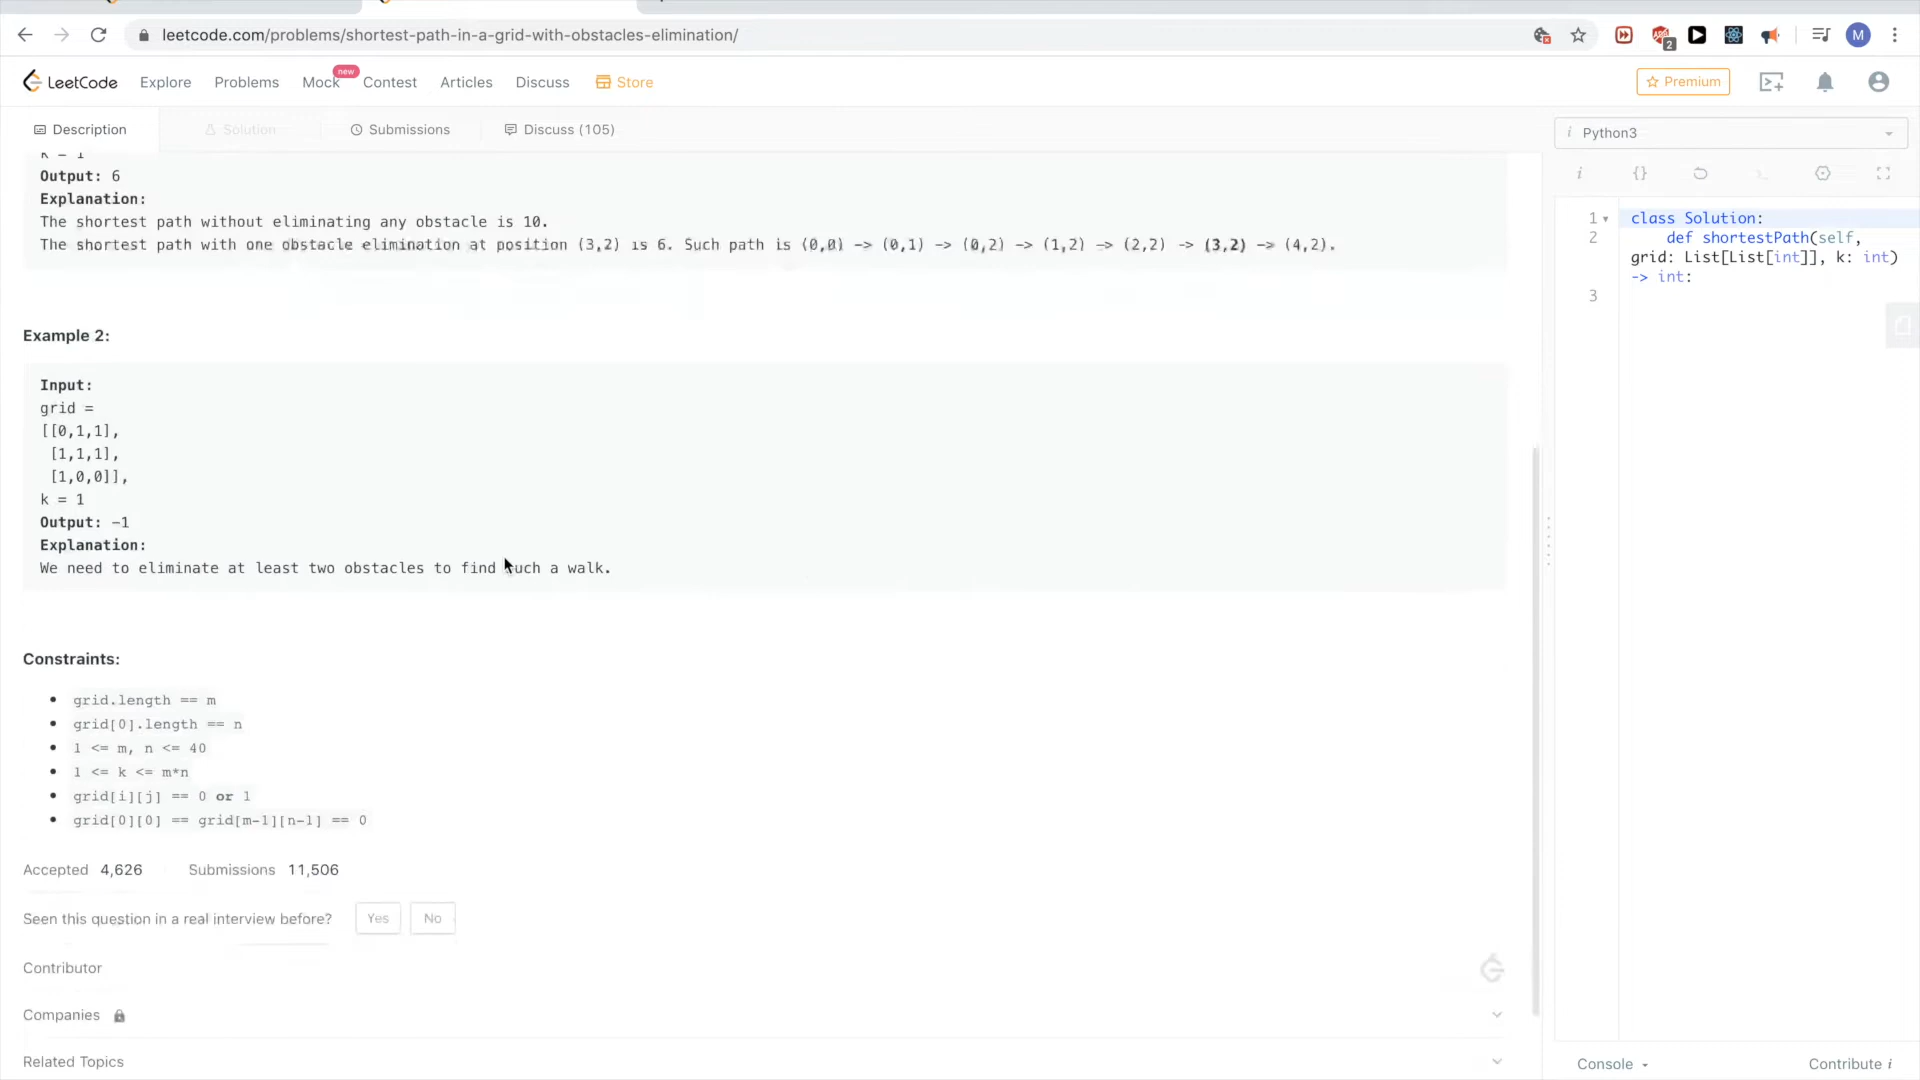 leetcode.com/problems/shortest-path-in-a-grid-with-obstacles-elimination/
2
M
LeetCode
Explore
Problems
Mock
new
Contest
Articles
Discuss
Store
Premium
Description
Solution
Submissions
Discuss (105)
i Python3
k = 1
Output: 6
Explanation:
The shortest path without eliminating any obstacle is 10.
The shortest path with one obstacle elimination at position (3,2) is 6. Such path is (0,0) -> (0,1) -> (0,2) -> (1,2) -> (2,2) -> (3,2) -> (4,2).
Example 2:
Input:
grid =
[[0,1,1],
[1,1,1],
[1,0,0]],
k = 1
Output: -1
Explanation:
We need to eliminate at least two obstacles to find such a walk.
Constraints:
• grid.length == m
• grid[0].length == n
• 1 <= m, n <= 40
• 1 <= k <= m*n
• grid[i][j] == 0 or 1
• grid[0][0] == grid[m-1][n-1] == 0
Accepted 4,626 Submissions 11,506
Seen this question in a real interview before? Yes No
Contributor
Companies
Related Topics
i {}
1 class Solution:
2 def shortestPath(self,
grid: List[List[int]], k: int)
-> int:
3
Console
Contribute i